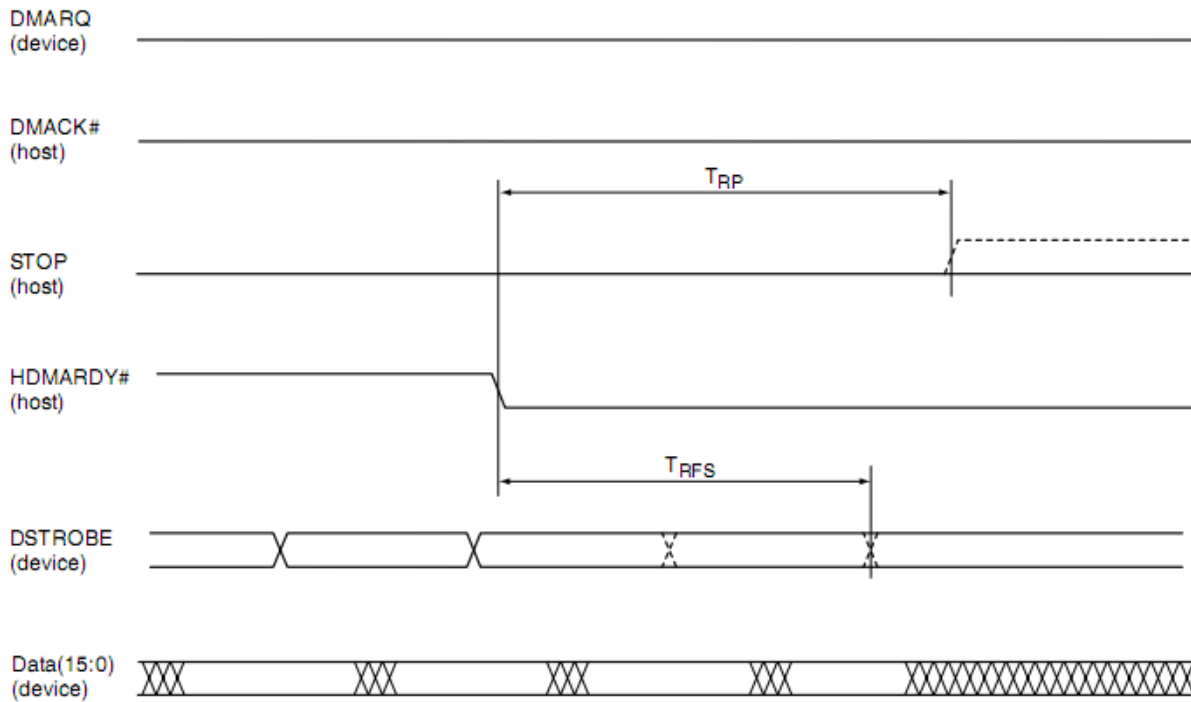 DMARQ
(device)
DMACK#
(host)
TRP
STOP
(host)
HDMARDY#
(host)
TRFS
DSTROBE
(device)
Data(15:0)
(device)